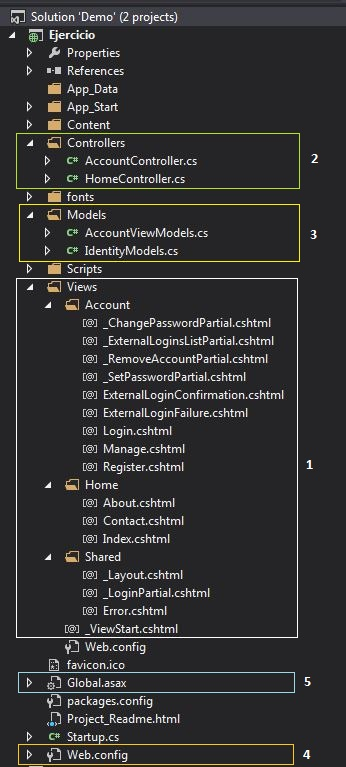 Solution 'Demo' (2 projects)
Ejercicio
Properties
References
App_Data
App_Start
Content
Controllers
AccountController.cs
HomeController.cs
2
fonts
Models
AccountViewModels.cs
IdentityModels.cs
3
Scripts
Views
Account
_ChangePasswordPartial.cshtml
_ExternalLoginsListPartial.cshtml
_RemoveAccountPartial.cshtml
_SetPasswordPartial.cshtml
ExternalLoginConfirmation.cshtml
ExternalLoginFailure.cshtml
Login.cshtml
Manage.cshtml
Register.cshtml
1
Home
About.cshtml
Contact.cshtml
Index.cshtml
Shared
_Layout.cshtml
_LoginPartial.cshtml
Error.cshtml
_ViewStart.cshtml
Web.config
favicon.ico
Global.asax 5
packages.config
Project_Readme.html
C# Startup.cs
Web.config 4